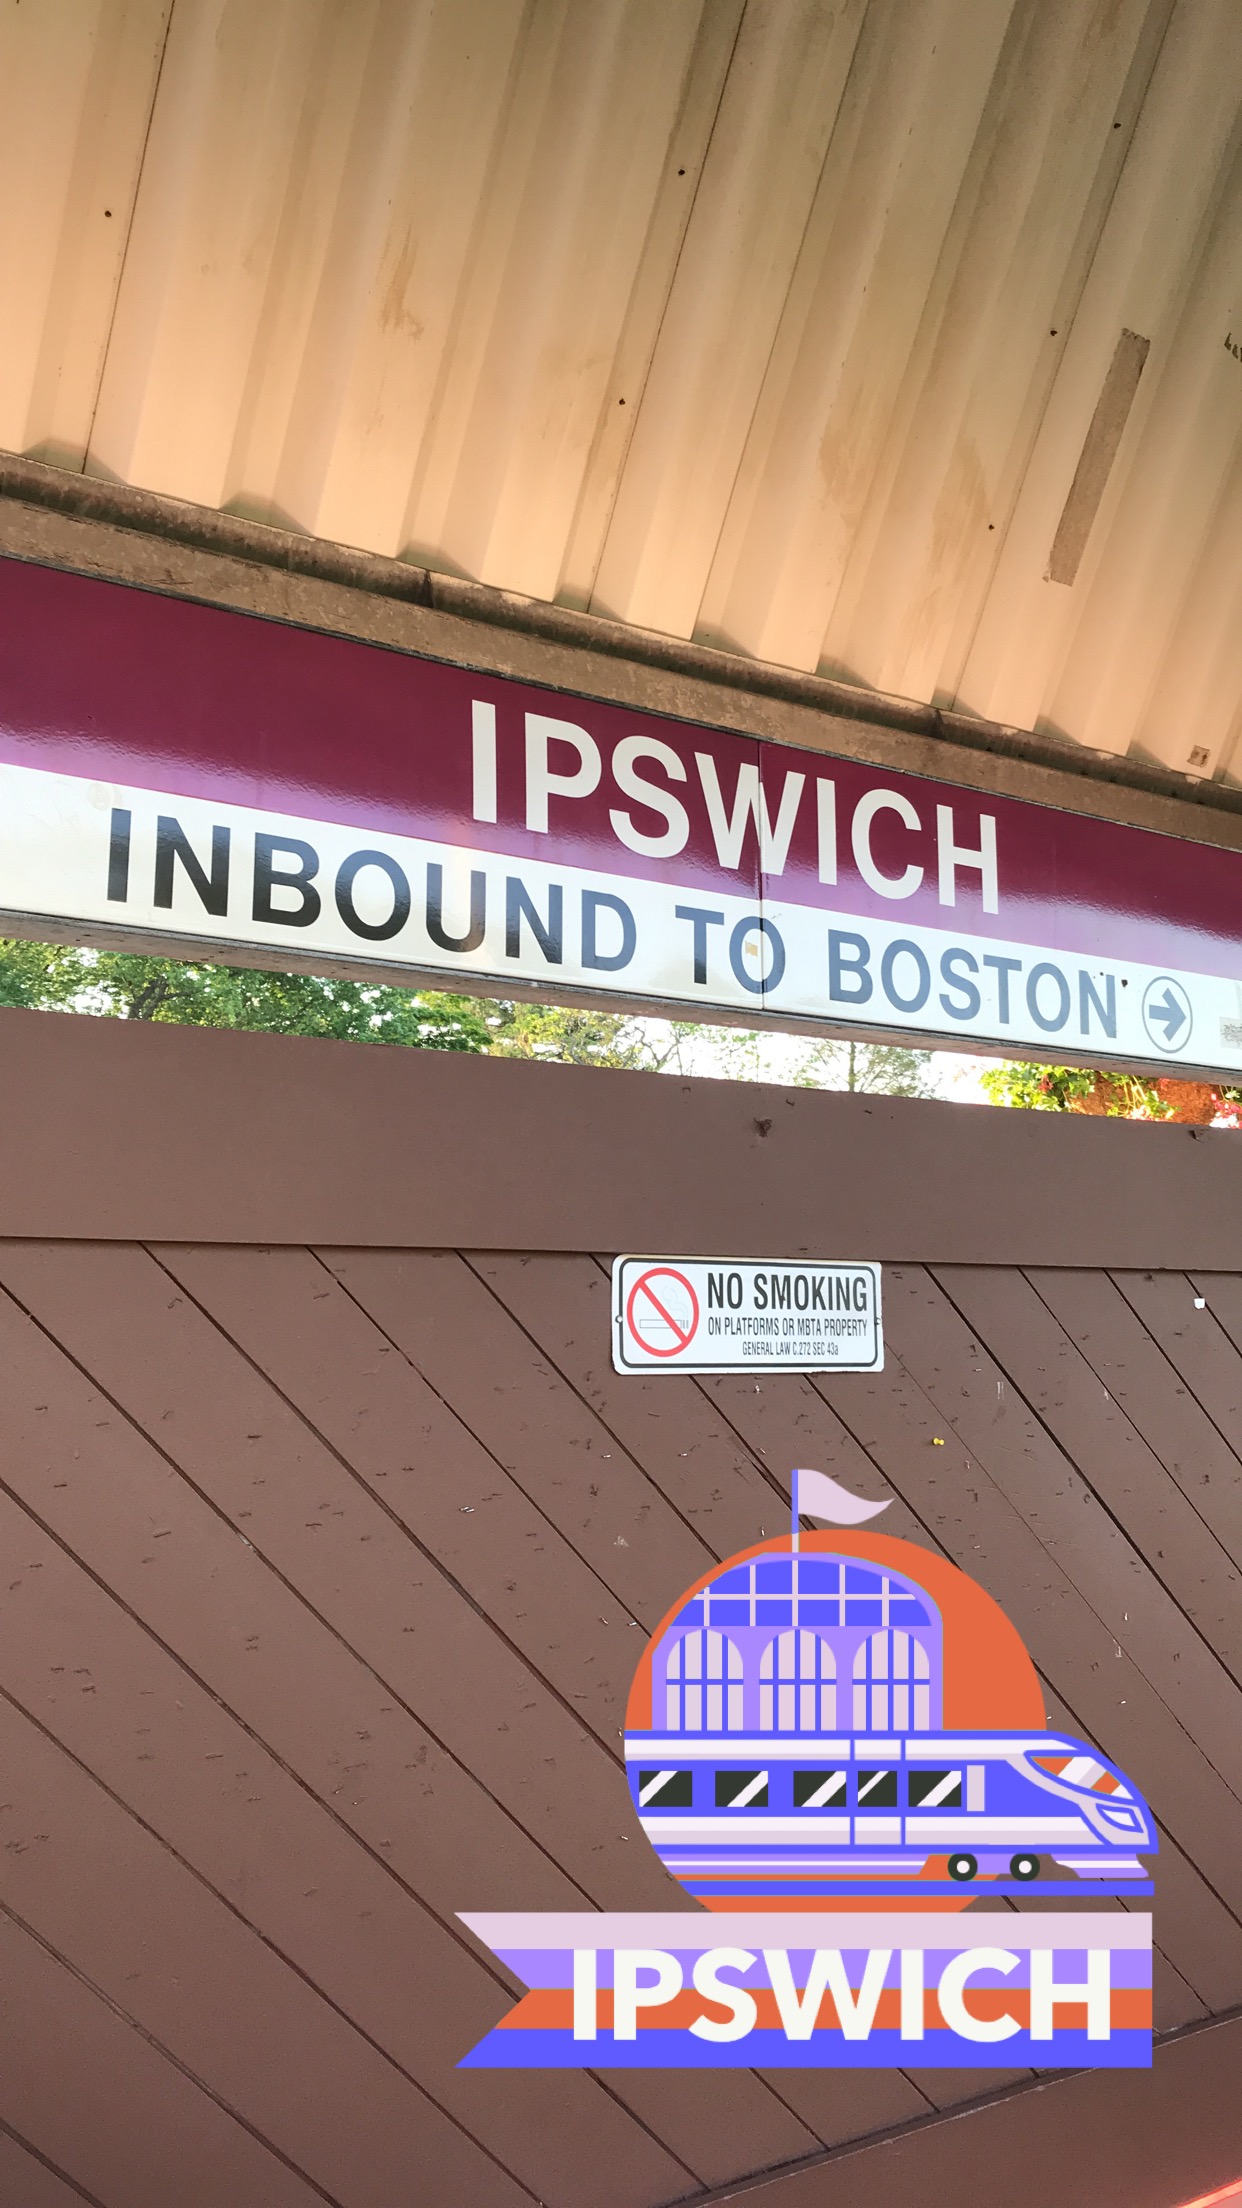 IPSWICH
INBOUND TO BOSTON
NO SMOKING
ON PLATFORMS OR MBTA PROPERTY
GENERAL LAW C.272 SEC 43a
IPSWICH